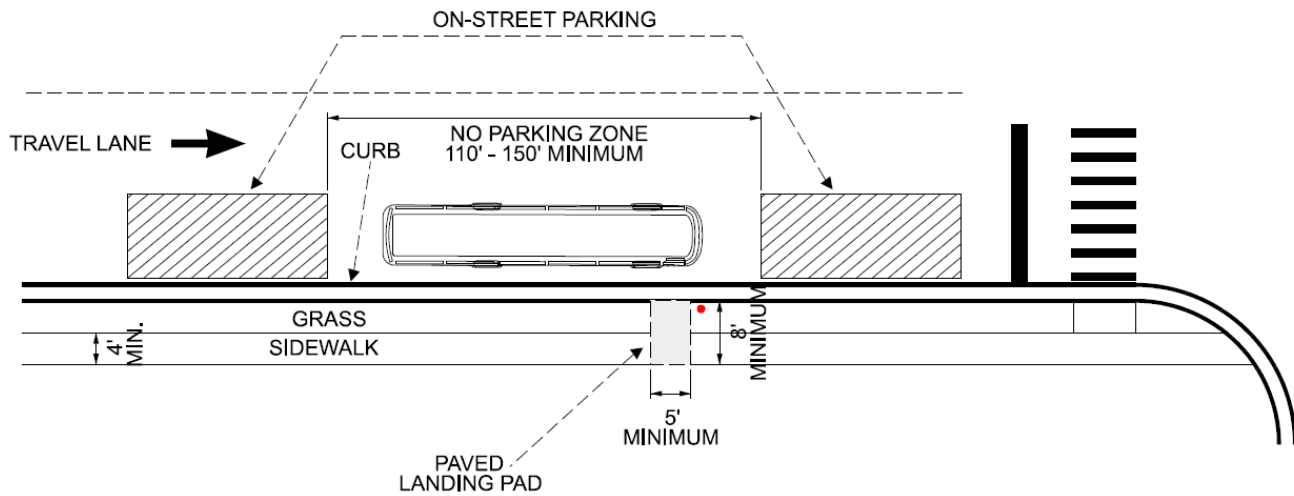 ON-STREET PARKING
TRAVEL LANE
NO PARKING ZONE
110' - 150' MINIMUM
CURB
GRASS
SIDEWALK
4'
MIN.
8'
MINIMUM
5'
MINIMUM
PAVED
LANDING PAD